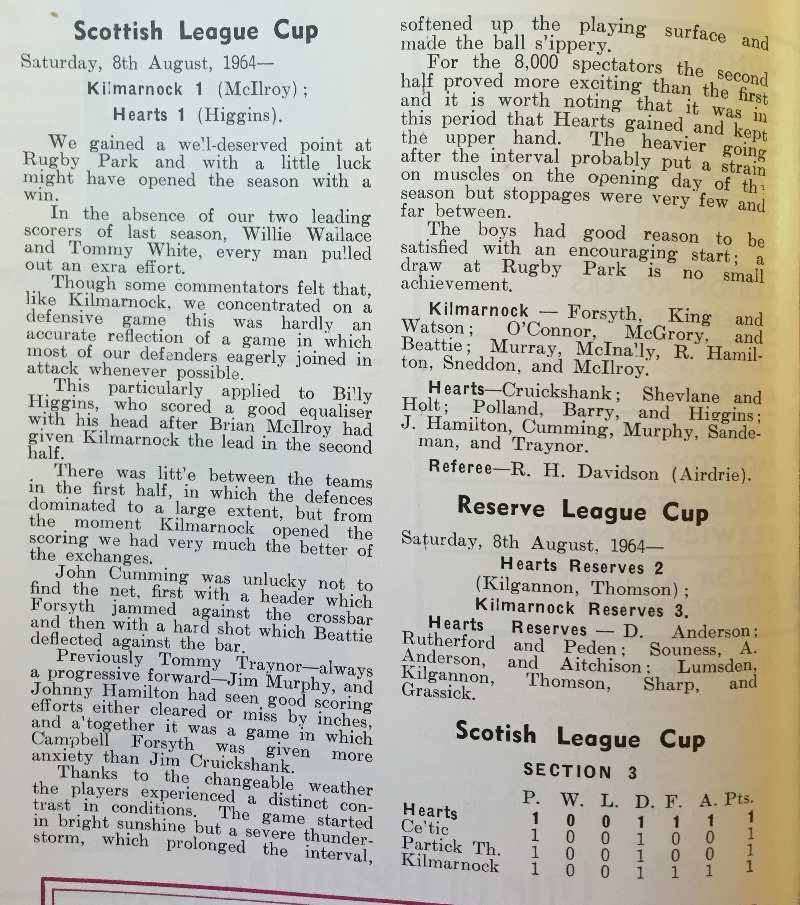 Scottish League Cup
Saturday, 8th August, 1964—
Kilmarnock 1 (McIlroy) ;
Hearts 1 (Higgins).
We gained a we'l-deserved point at
Rugby Park and with a little luck
might have opened the season with a
win.
In the absence of our two leading
scorers of last season, Willie Wallace
and Tommy White, every man pulled
out an exra effort.
Though some commentators felt that,
like Kilmarnock, we concentrated on a
defensive game this was hardly an
accurate reflection of a game in which
most of our defenders eagerly joined in
attack whenever possible.
This particularly applied to Billy
Higgins, who scored a good equaliser
with his head after Brian McIlroy had
given Kilmarnock the lead in the second
half.
There was litt'e between the teams
in the first half, in which the defences
dominated to a large extent, but from
the moment Kilmarnock opened the
scoring we had very much the better of
the exchanges.
John Cumming was unlucky not to
find the net, first with a header which
Forsyth jammed against the crossbar
and then with a hard shot which Beattie
deflected against the bar.
Previously Tommy Traynor—always
a progressive forward—Jim Murphy, and
Johnny Hamilton had seen good scoring
efforts either cleared or miss by inches,
and a'together it was a game in which
Campbell Forsyth was given more
anxiety than Jim Cruickshank.
Thanks to the changeable weather
the players experienced a distinct con-
trast in conditions. The game started
in bright sunshine but a severe thunder-
storm, which prolonged the interval,
softened up the playing surface and
made the ball s'ippery.
For the 8,000 spectators the second
half proved more exciting than the first
and it is worth noting that it was in
this period that Hearts gained and kept
the upper hand. The heavier going
after the interval probably put a strain
on muscles on the opening day of the
season but stoppages were very few and
far between.
The boys had good reason to be
satisfied with an encouraging start; a
draw at Rugby Park is no small
achievement.
Kilmarnock — Forsyth, King and
Watson; O'Connor, McGrory, and
Beattie; Murray, McIna'ly, R. Hamil-
ton, Sneddon, and McIlroy.
Hearts—Cruickshank; Shevlane and
Holt; Polland, Barry, and Higgins;
J. Hamilton, Cumming, Murphy, Sande-
man, and Traynor.
Referee—R. H. Davidson (Airdrie).
Reserve League Cup
Saturday, 8th August, 1964—
Hearts Reserves 2
(Kilgannon, Thomson) ;
Kilmarnock Reserves 3.
Hearts Reserves — D. Anderson;
Rutherford and Peden; Souness, A.
Anderson, and Aitchison; Lumsden,
Kilgannon, Thomson, Sharp, and
Grassick.
Scotish League Cup
SECTION 3
P. W. L. D. F. A. Pts.
Hearts 1 0 0 1 1 1 1
Ce'tic 1 0 0 1 0 0 1
Partick Th. 1 0 0 1 0 0 1
Kilmarnock 1 0 0 1 1 1 1